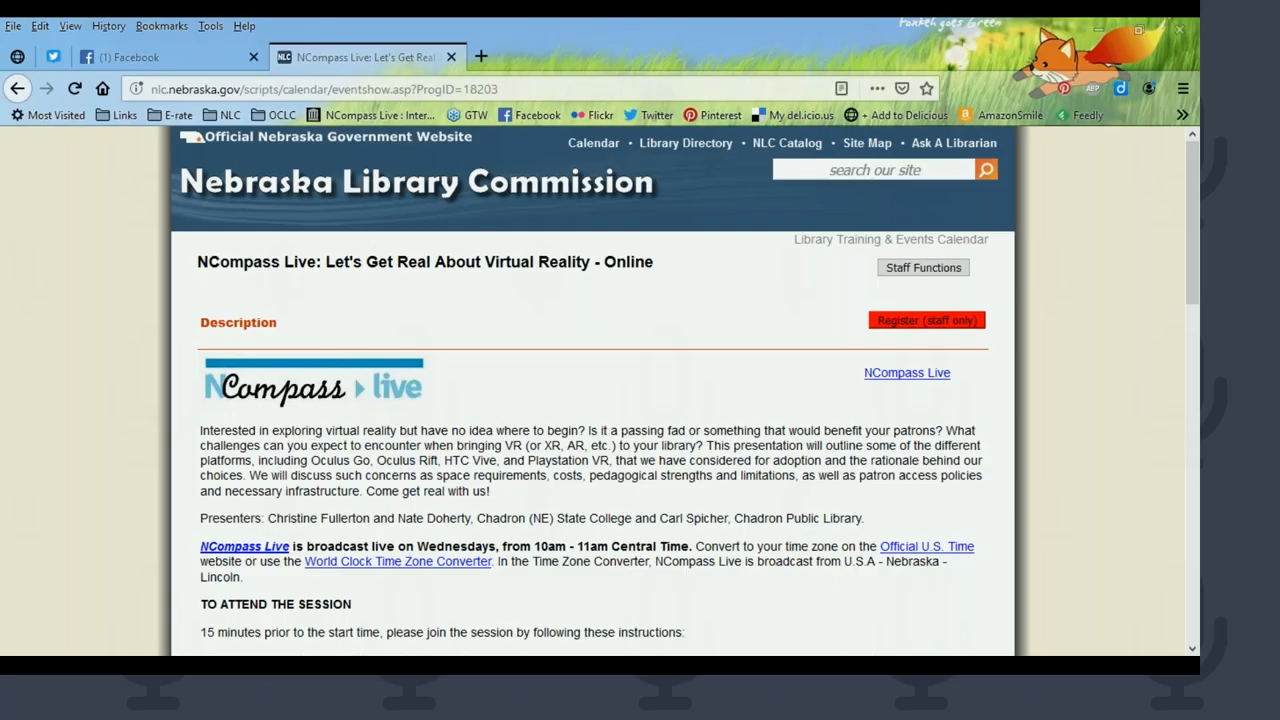 foxkeh goes Green
File Edit View History Bookmarks Tools Help
(1) Facebook
NLC NCompass Live: Let's Get Real
nlc.nebraska.gov/scripts/calendar/eventshow.asp?ProgID=18203
ABP d
Most Visited Links E-rate NLC OCLC NCompass Live : Inter... GTW Facebook Flickr Twitter Pinterest My del.icio.us + Add to Delicious AmazonSmile Feedly
Official Nebraska Government Website
Calendar • Library Directory • NLC Catalog • Site Map • Ask A Librarian
Nebraska Library Commission
search our site
Library Training & Events Calendar
NCompass Live: Let's Get Real About Virtual Reality - Online
Staff Functions
Description
Register (staff only)
NCompass live
NCompass Live
Interested in exploring virtual reality but have no idea where to begin? Is it a passing fad or something that would benefit your patrons? What
challenges can you expect to encounter when bringing VR (or XR, AR, etc.) to your library? This presentation will outline some of the different
platforms, including Oculus Go, Oculus Rift, HTC Vive, and Playstation VR, that we have considered for adoption and the rationale behind our
choices. We will discuss such concerns as space requirements, costs, pedagogical strengths and limitations, as well as patron access policies
and necessary infrastructure. Come get real with us!
Presenters: Christine Fullerton and Nate Doherty, Chadron (NE) State College and Carl Spicher, Chadron Public Library.
NCompass Live is broadcast live on Wednesdays, from 10am - 11am Central Time. Convert to your time zone on the Official U.S. Time
website or use the World Clock Time Zone Converter. In the Time Zone Converter, NCompass Live is broadcast from U.S.A - Nebraska -
Lincoln.
TO ATTEND THE SESSION
15 minutes prior to the start time, please join the session by following these instructions: